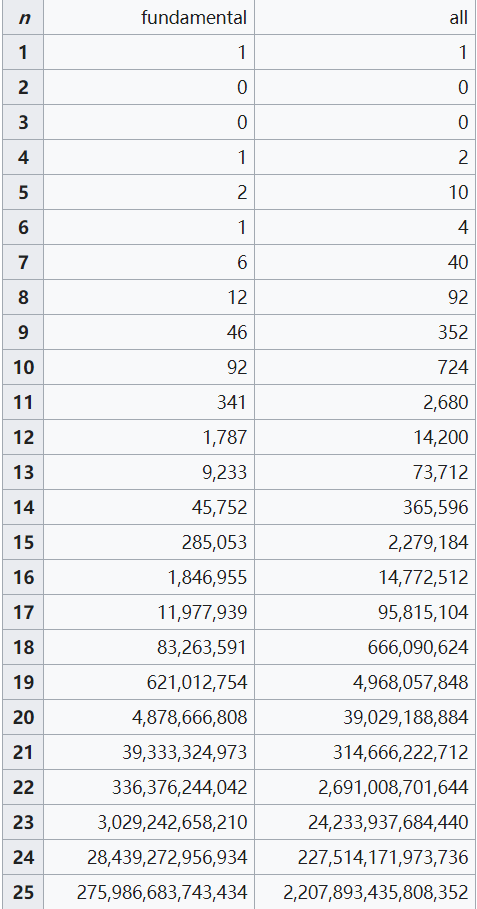 n fundamental all
1 1 1
2 0 0
3 0 0
4 1 2
5 2 10
6 1 4
7 6 40
8 12 92
9 46 352
10 92 724
11 341 2,680
12 1,787 14,200
13 9,233 73,712
14 45,752 365,596
15 285,053 2,279,184
16 1,846,955 14,772,512
17 11,977,939 95,815,104
18 83,263,591 666,090,624
19 621,012,754 4,968,057,848
20 4,878,666,808 39,029,188,884
21 39,333,324,973 314,666,222,712
22 336,376,244,042 2,691,008,701,644
23 3,029,242,658,210 24,233,937,684,440
24 28,439,272,956,934 227,514,171,973,736
25 275,986,683,743,434 2,207,893,435,808,352